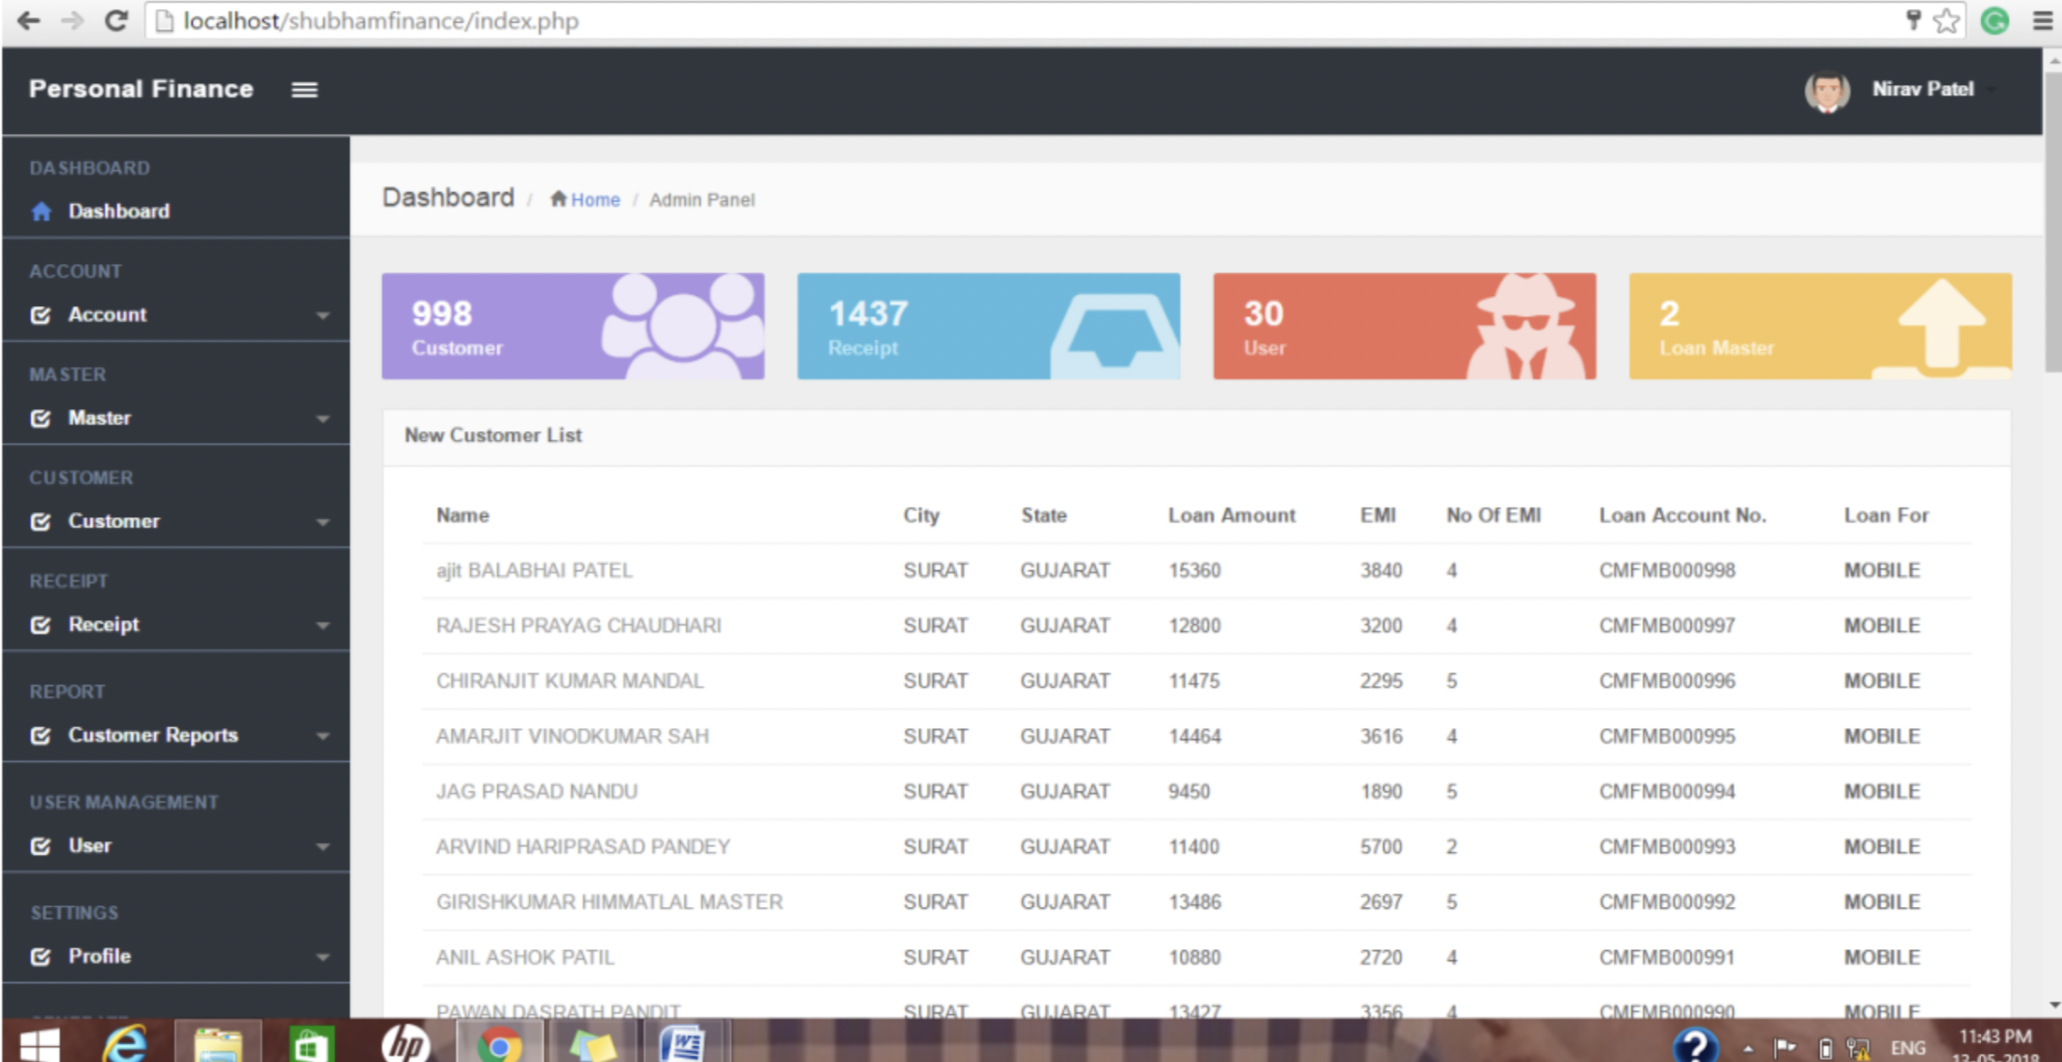 localhost/shubhamfinance/index.php
Personal Finance
Nirav Patel
DASHBOARD
Dashboard
ACCOUNT
Account
MASTER
Master
CUSTOMER
Customer
RECEIPT
Receipt
REPORT
Customer Reports
USER MANAGEMENT
User
SETTINGS
Profile
Dashboard / Home / Admin Panel
998
Customer
1437
Receipt
30
User
2
Loan Master
New Customer List
Name City State Loan Amount EMI No Of EMI Loan Account No. Loan For
ajit BALABHAI PATEL SURAT GUJARAT 15360 3840 4 CMFMB000998 MOBILE
RAJESH PRAYAG CHAUDHARI SURAT GUJARAT 12800 3200 4 CMFMB000997 MOBILE
CHIRANJIT KUMAR MANDAL SURAT GUJARAT 11475 2295 5 CMFMB000996 MOBILE
AMARJIT VINODKUMAR SAH SURAT GUJARAT 14464 3616 4 CMFMB000995 MOBILE
JAG PRASAD NANDU SURAT GUJARAT 9450 1890 5 CMFMB000994 MOBILE
ARVIND HARIPRASAD PANDEY SURAT GUJARAT 11400 5700 2 CMFMB000993 MOBILE
GIRISHKUMAR HIMMATLAL MASTER SURAT GUJARAT 13486 2697 5 CMFMB000992 MOBILE
ANIL ASHOK PATIL SURAT GUJARAT 10880 2720 4 CMFMB000991 MOBILE
PAWAN DASRATH PANDIT SURAT GUJARAT 13427 3356 4 CMFMB000990 MOBILE
hp
ENG
11:43 PM
13-05-2018